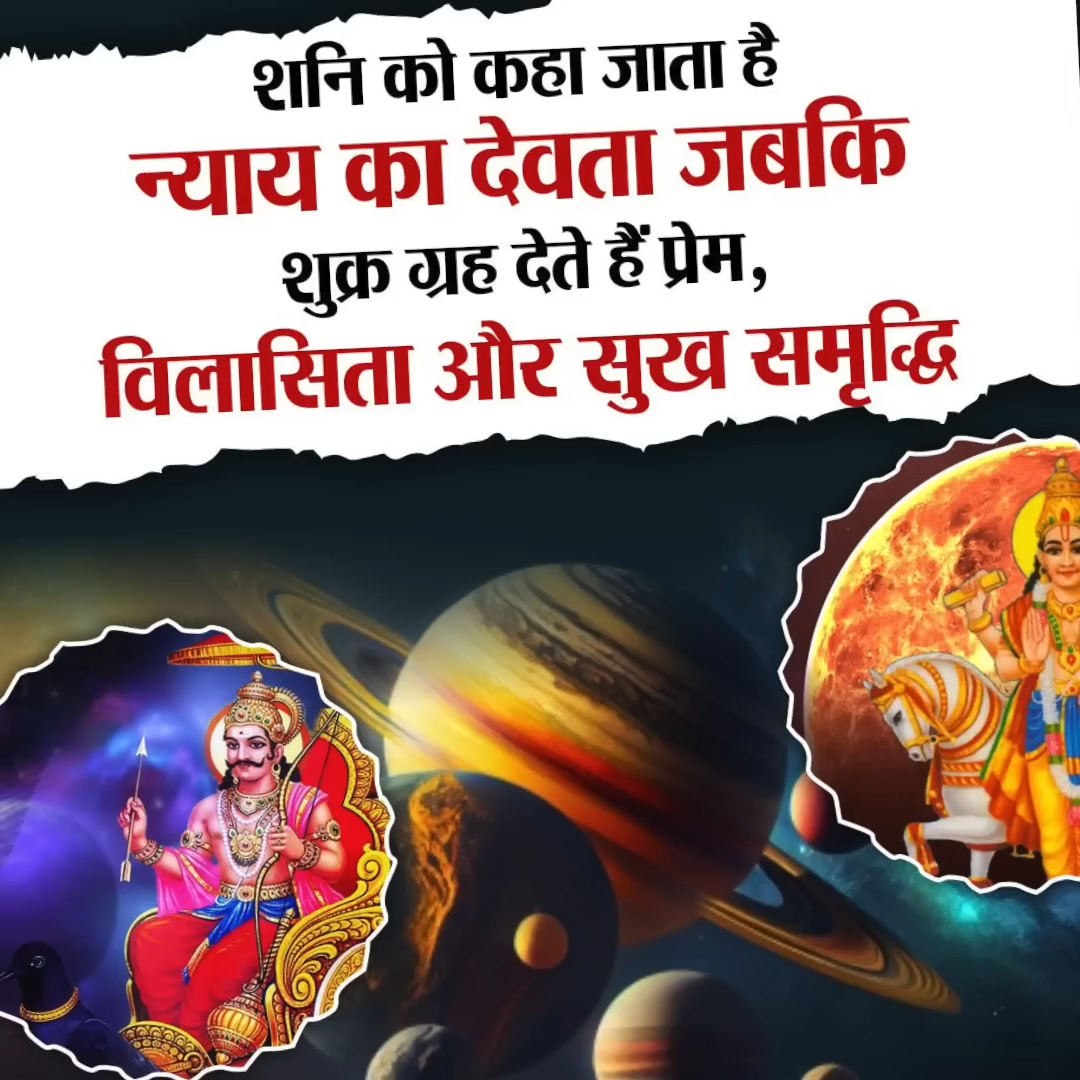 शनि को कहा जाता है
न्याय का देवता जबकि
शुक्र ग्रह देते हैं प्रेम,
विलासिता और सुख समृद्धि